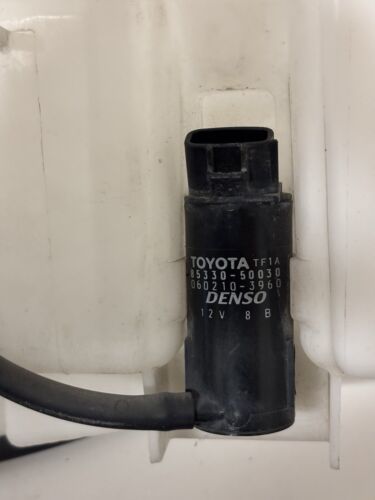 TOYOTA TF1A
85330-50030
060210-3960
DENSO
12V 8 B